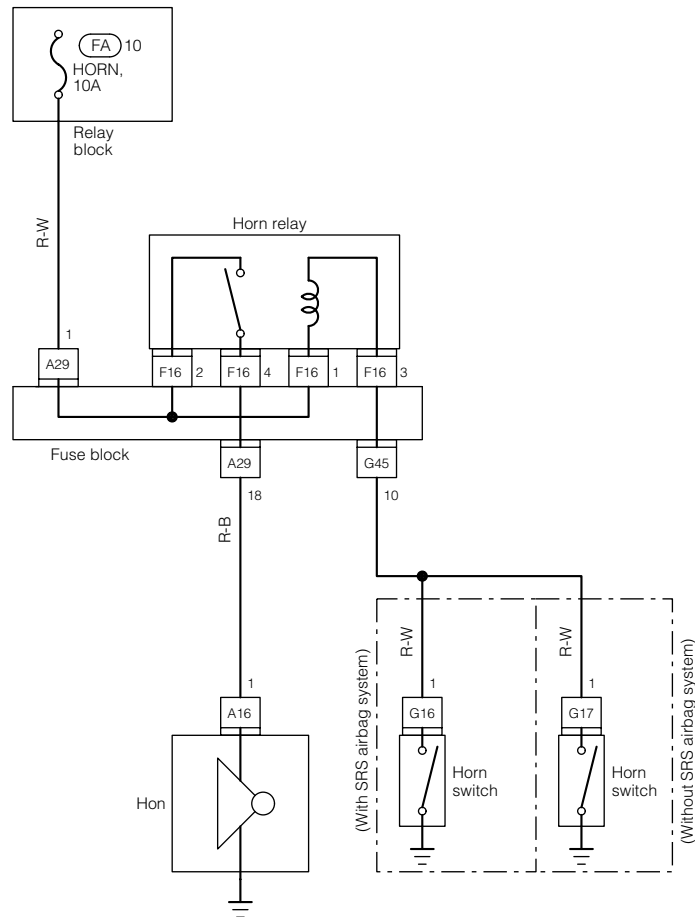 FA 10
HORN,
10A
Relay
block
R-W
Horn relay
1
A29
F16 2
F16 4
F16 1
F16 3
Fuse block
A29
G45
18
10
R-B
R-W
R-W
(With SRS airbag system)
(Without SRS airbag system)
1
1
1
A16
G16
G17
Hon
Horn
switch
Horn
switch